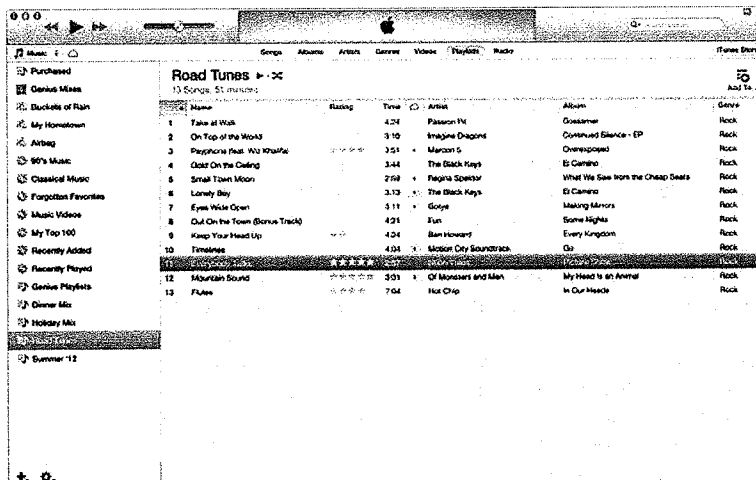 Music
Songs Albums Artists Genres Videos Playlists Radio
iTunes Store
Purchased
Genius Mixes
Buckets of Rain
My Hometown
Airbag
90's Music
Classical Music
Forgotten Favorites
Music Videos
My Top 100
Recently Added
Recently Played
Genius Playlists
Dinner Mix
Holiday Mix
Summer '12
Road Tunes
13 Songs, 51 minutes
Add To
Name Rating Time Artist Album Genre
1 Take a Walk 4:24 Passion Pit Gossamer Rock
2 On Top of the World 3:10 Imagine Dragons Continued Silence - EP Rock
3 Payphone (feat. Wiz Khalifa) 3:51 Maroon 5 Overexposed Rock
4 Gold On the Ceiling 3:44 The Black Keys El Camino Rock
5 Small Town Moon 2:59 Regina Spektor What We Saw from the Cheap Seats Rock
6 Lonely Boy 3:13 The Black Keys El Camino Rock
7 Eyes Wide Open 3:11 Gotye Making Mirrors Rock
8 Out On the Town (Bonus Track) 4:21 Fun Some Nights Rock
9 Keep Your Head Up 4:24 Ben Howard Every Kingdom Rock
10 Timelines 4:04 Motion City Soundtrack Go Rock
11
12 Mountain Sound 3:31 Of Monsters and Men My Head Is an Animal Rock
13 Flutes 7:04 Hot Chip In Our Heads Rock